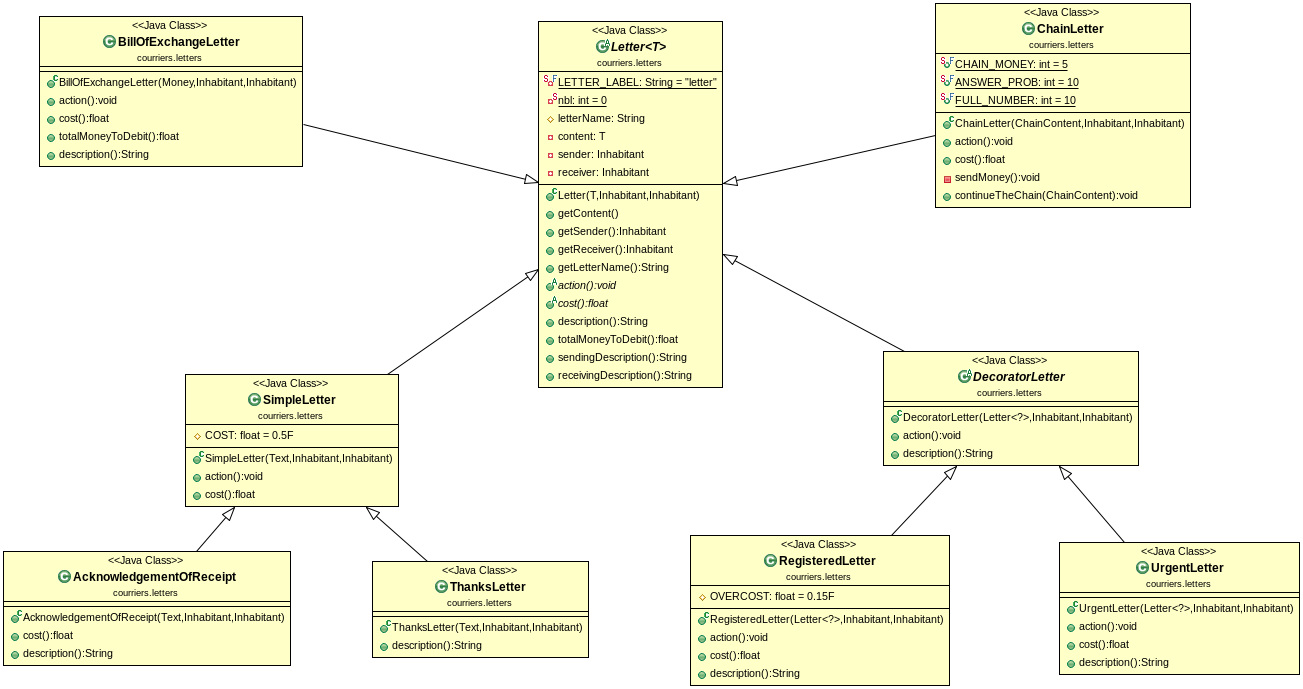 <<Java Class>>
BillOfExchangeLetter
courriers.letters
BillOfExchangeLetter(Money,Inhabitant,Inhabitant)
action():void
cost():float
totalMoneyToDebit():float
description():String
<<Java Class>>
Letter<T>
courriers.letters
LETTER_LABEL: String = "letter"
nbl: int = 0
letterName: String
content: T
sender: Inhabitant
receiver: Inhabitant
Letter(T,Inhabitant,Inhabitant)
getContent()
getSender():Inhabitant
getReceiver():Inhabitant
getLetterName():String
action():void
cost():float
description():String
totalMoneyToDebit():float
sendingDescription():String
receivingDescription():String
<<Java Class>>
ChainLetter
courriers.letters
CHAIN_MONEY: int = 5
ANSWER_PROB: int = 10
FULL_NUMBER: int = 10
ChainLetter(ChainContent,Inhabitant,Inhabitant)
action():void
cost():float
sendMoney():void
continueTheChain(ChainContent):void
<<Java Class>>
SimpleLetter
courriers.letters
COST: float = 0.5F
SimpleLetter(Text,Inhabitant,Inhabitant)
action():void
cost():float
<<Java Class>>
DecoratorLetter
courriers.letters
DecoratorLetter(Letter<?>,Inhabitant,Inhabitant)
action():void
description():String
<<Java Class>>
AcknowledgementOfReceipt
courriers.letters
AcknowledgementOfReceipt(Text,Inhabitant,Inhabitant)
cost():float
description():String
<<Java Class>>
ThanksLetter
courriers.letters
ThanksLetter(Text,Inhabitant,Inhabitant)
description():String
<<Java Class>>
RegisteredLetter
courriers.letters
OVERCOST: float = 0.15F
RegisteredLetter(Letter<?>,Inhabitant,Inhabitant)
action():void
cost():float
description():String
<<Java Class>>
UrgentLetter
courriers.letters
UrgentLetter(Letter<?>,Inhabitant,Inhabitant)
action():void
cost():float
description():String